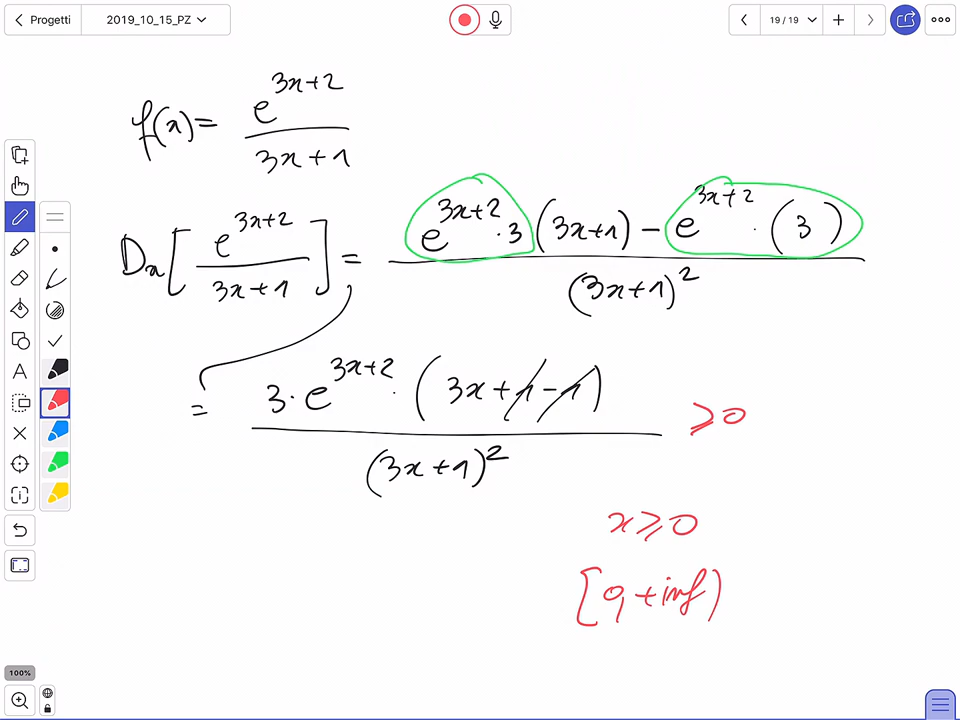 Progetti 2019_10_15_PZ 19 / 19
f(x) = e^{3x+2} / (3x+1)
D_x [ e^{3x+2} / (3x+1) ] = ( e^{3x+2} · 3 (3x+1) − e^{3x+2} · (3) ) / (3x+1)^2
= 3 · e^{3x+2} · (3x+1−1) / (3x+1)^2 ⩾ 0
x ⩾ 0
[0, +inf)
A
100%